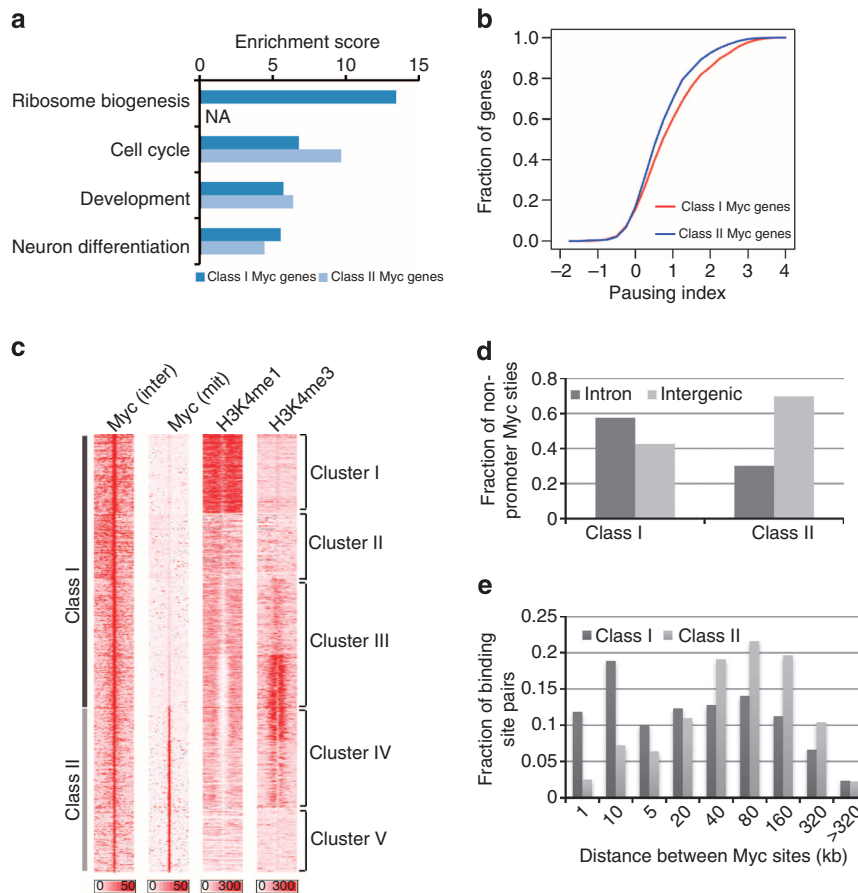 a
Enrichment score
0 5 10 15
Ribosome biogenesis
NA
Cell cycle
Development
Neuron differentiation
Class I Myc genes Class II Myc genes
b
Fraction of genes
1.0
0.8
0.6
0.4
0.2
0.0
Class I Myc genes
Class II Myc genes
−2 −1 0 1 2 3 4
Pausing index
c
Myc (inter)
Myc (mit)
H3K4me1
H3K4me3
Class I
Class II
Cluster I
Cluster II
Cluster III
Cluster IV
Cluster V
0 50 0 50 0 300 0 300
d
Fraction of non-
promoter Myc sties
0.8
0.6
0.4
0.2
0
Intron Intergenic
Class I Class II
e
Fraction of binding
site pairs
0.25
0.2
0.15
0.1
0.05
0
Class I Class II
1 10 5 20 40 80 160 320 >320
Distance between Myc sites (kb)